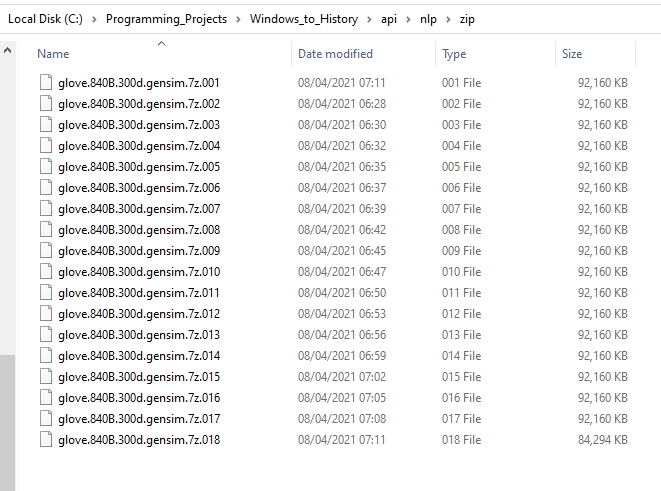 Local Disk (C:) > Programming_Projects > Windows_to_History > api > nlp > zip
Name Date modified Type Size
glove.840B.300d.gensim.7z.001 08/04/2021 07:11 001 File 92,160 KB
glove.840B.300d.gensim.7z.002 08/04/2021 06:28 002 File 92,160 KB
glove.840B.300d.gensim.7z.003 08/04/2021 06:30 003 File 92,160 KB
glove.840B.300d.gensim.7z.004 08/04/2021 06:32 004 File 92,160 KB
glove.840B.300d.gensim.7z.005 08/04/2021 06:35 005 File 92,160 KB
glove.840B.300d.gensim.7z.006 08/04/2021 06:37 006 File 92,160 KB
glove.840B.300d.gensim.7z.007 08/04/2021 06:39 007 File 92,160 KB
glove.840B.300d.gensim.7z.008 08/04/2021 06:42 008 File 92,160 KB
glove.840B.300d.gensim.7z.009 08/04/2021 06:45 009 File 92,160 KB
glove.840B.300d.gensim.7z.010 08/04/2021 06:47 010 File 92,160 KB
glove.840B.300d.gensim.7z.011 08/04/2021 06:50 011 File 92,160 KB
glove.840B.300d.gensim.7z.012 08/04/2021 06:53 012 File 92,160 KB
glove.840B.300d.gensim.7z.013 08/04/2021 06:56 013 File 92,160 KB
glove.840B.300d.gensim.7z.014 08/04/2021 06:59 014 File 92,160 KB
glove.840B.300d.gensim.7z.015 08/04/2021 07:02 015 File 92,160 KB
glove.840B.300d.gensim.7z.016 08/04/2021 07:05 016 File 92,160 KB
glove.840B.300d.gensim.7z.017 08/04/2021 07:08 017 File 92,160 KB
glove.840B.300d.gensim.7z.018 08/04/2021 07:11 018 File 84,294 KB